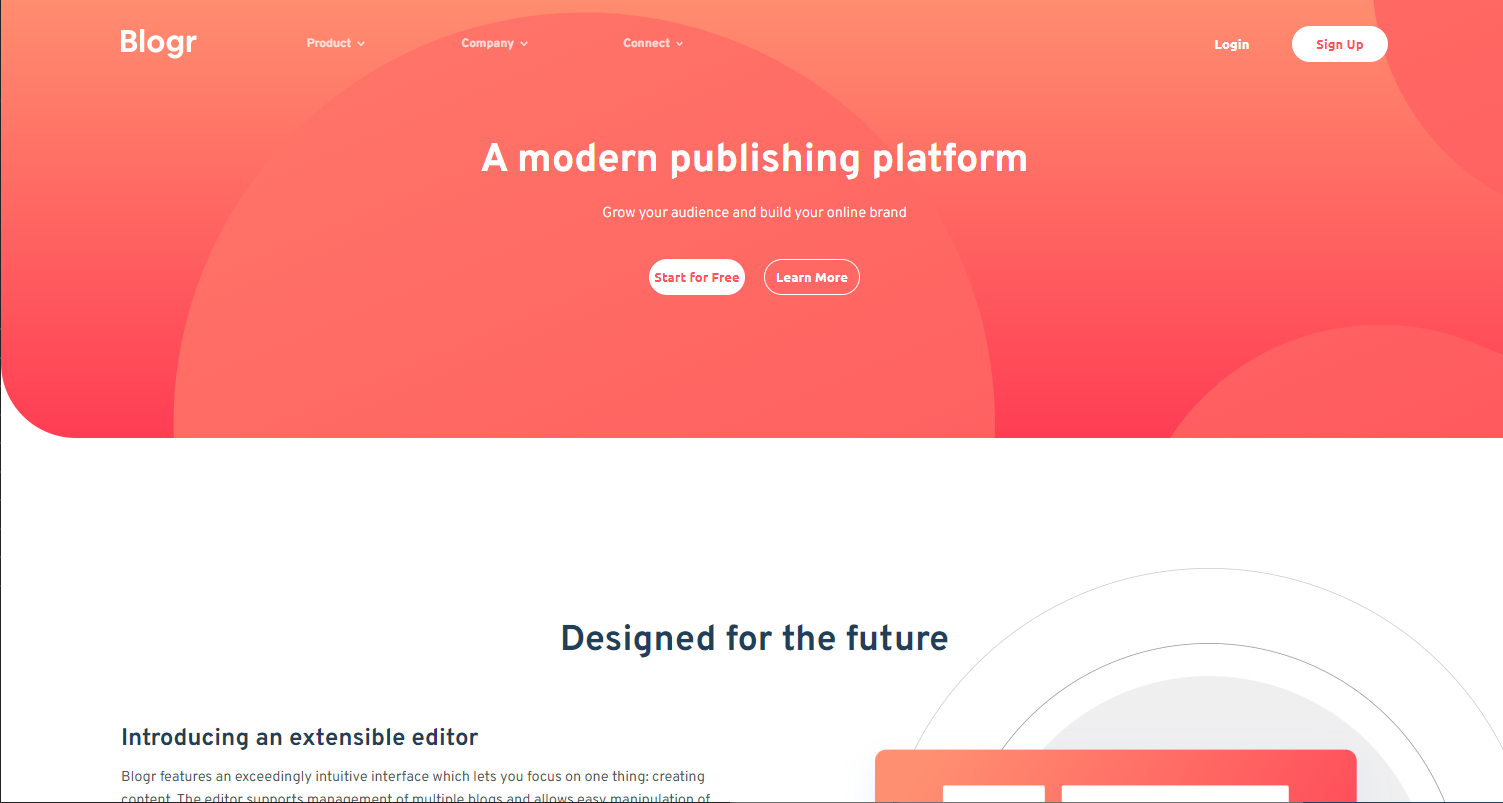 Blogr Product Company Connect Login Sign Up
A modern publishing platform
Grow your audience and build your online brand
Start for Free Learn More
Designed for the future
Introducing an extensible editor
Blogr features an exceedingly intuitive interface which lets you focus on one thing: creating
content. The editor supports management of multiple blogs and allows easy manipulation of